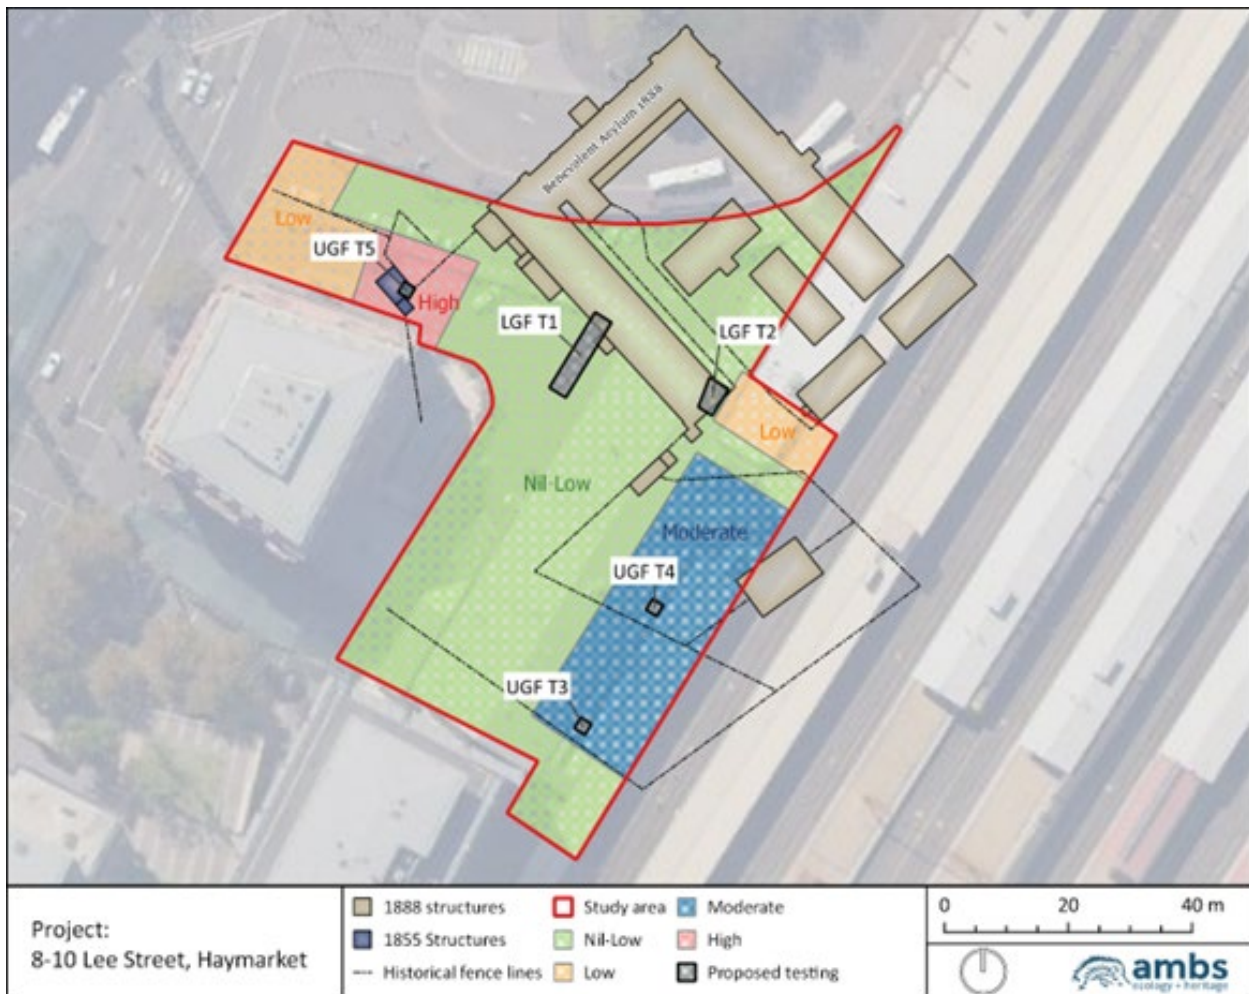 Benevolent Asylum 1888
Low
UGF T5
High
LGF T1
LGF T2
Low
Nil-Low
Moderate
UGF T4
UGF T3
Project:
8-10 Lee Street, Haymarket
1888 structures
1855 Structures
Historical fence lines
Study area
Nil-Low
Low
Moderate
High
Proposed testing
0 20 40 m
ambs
ecology + heritage